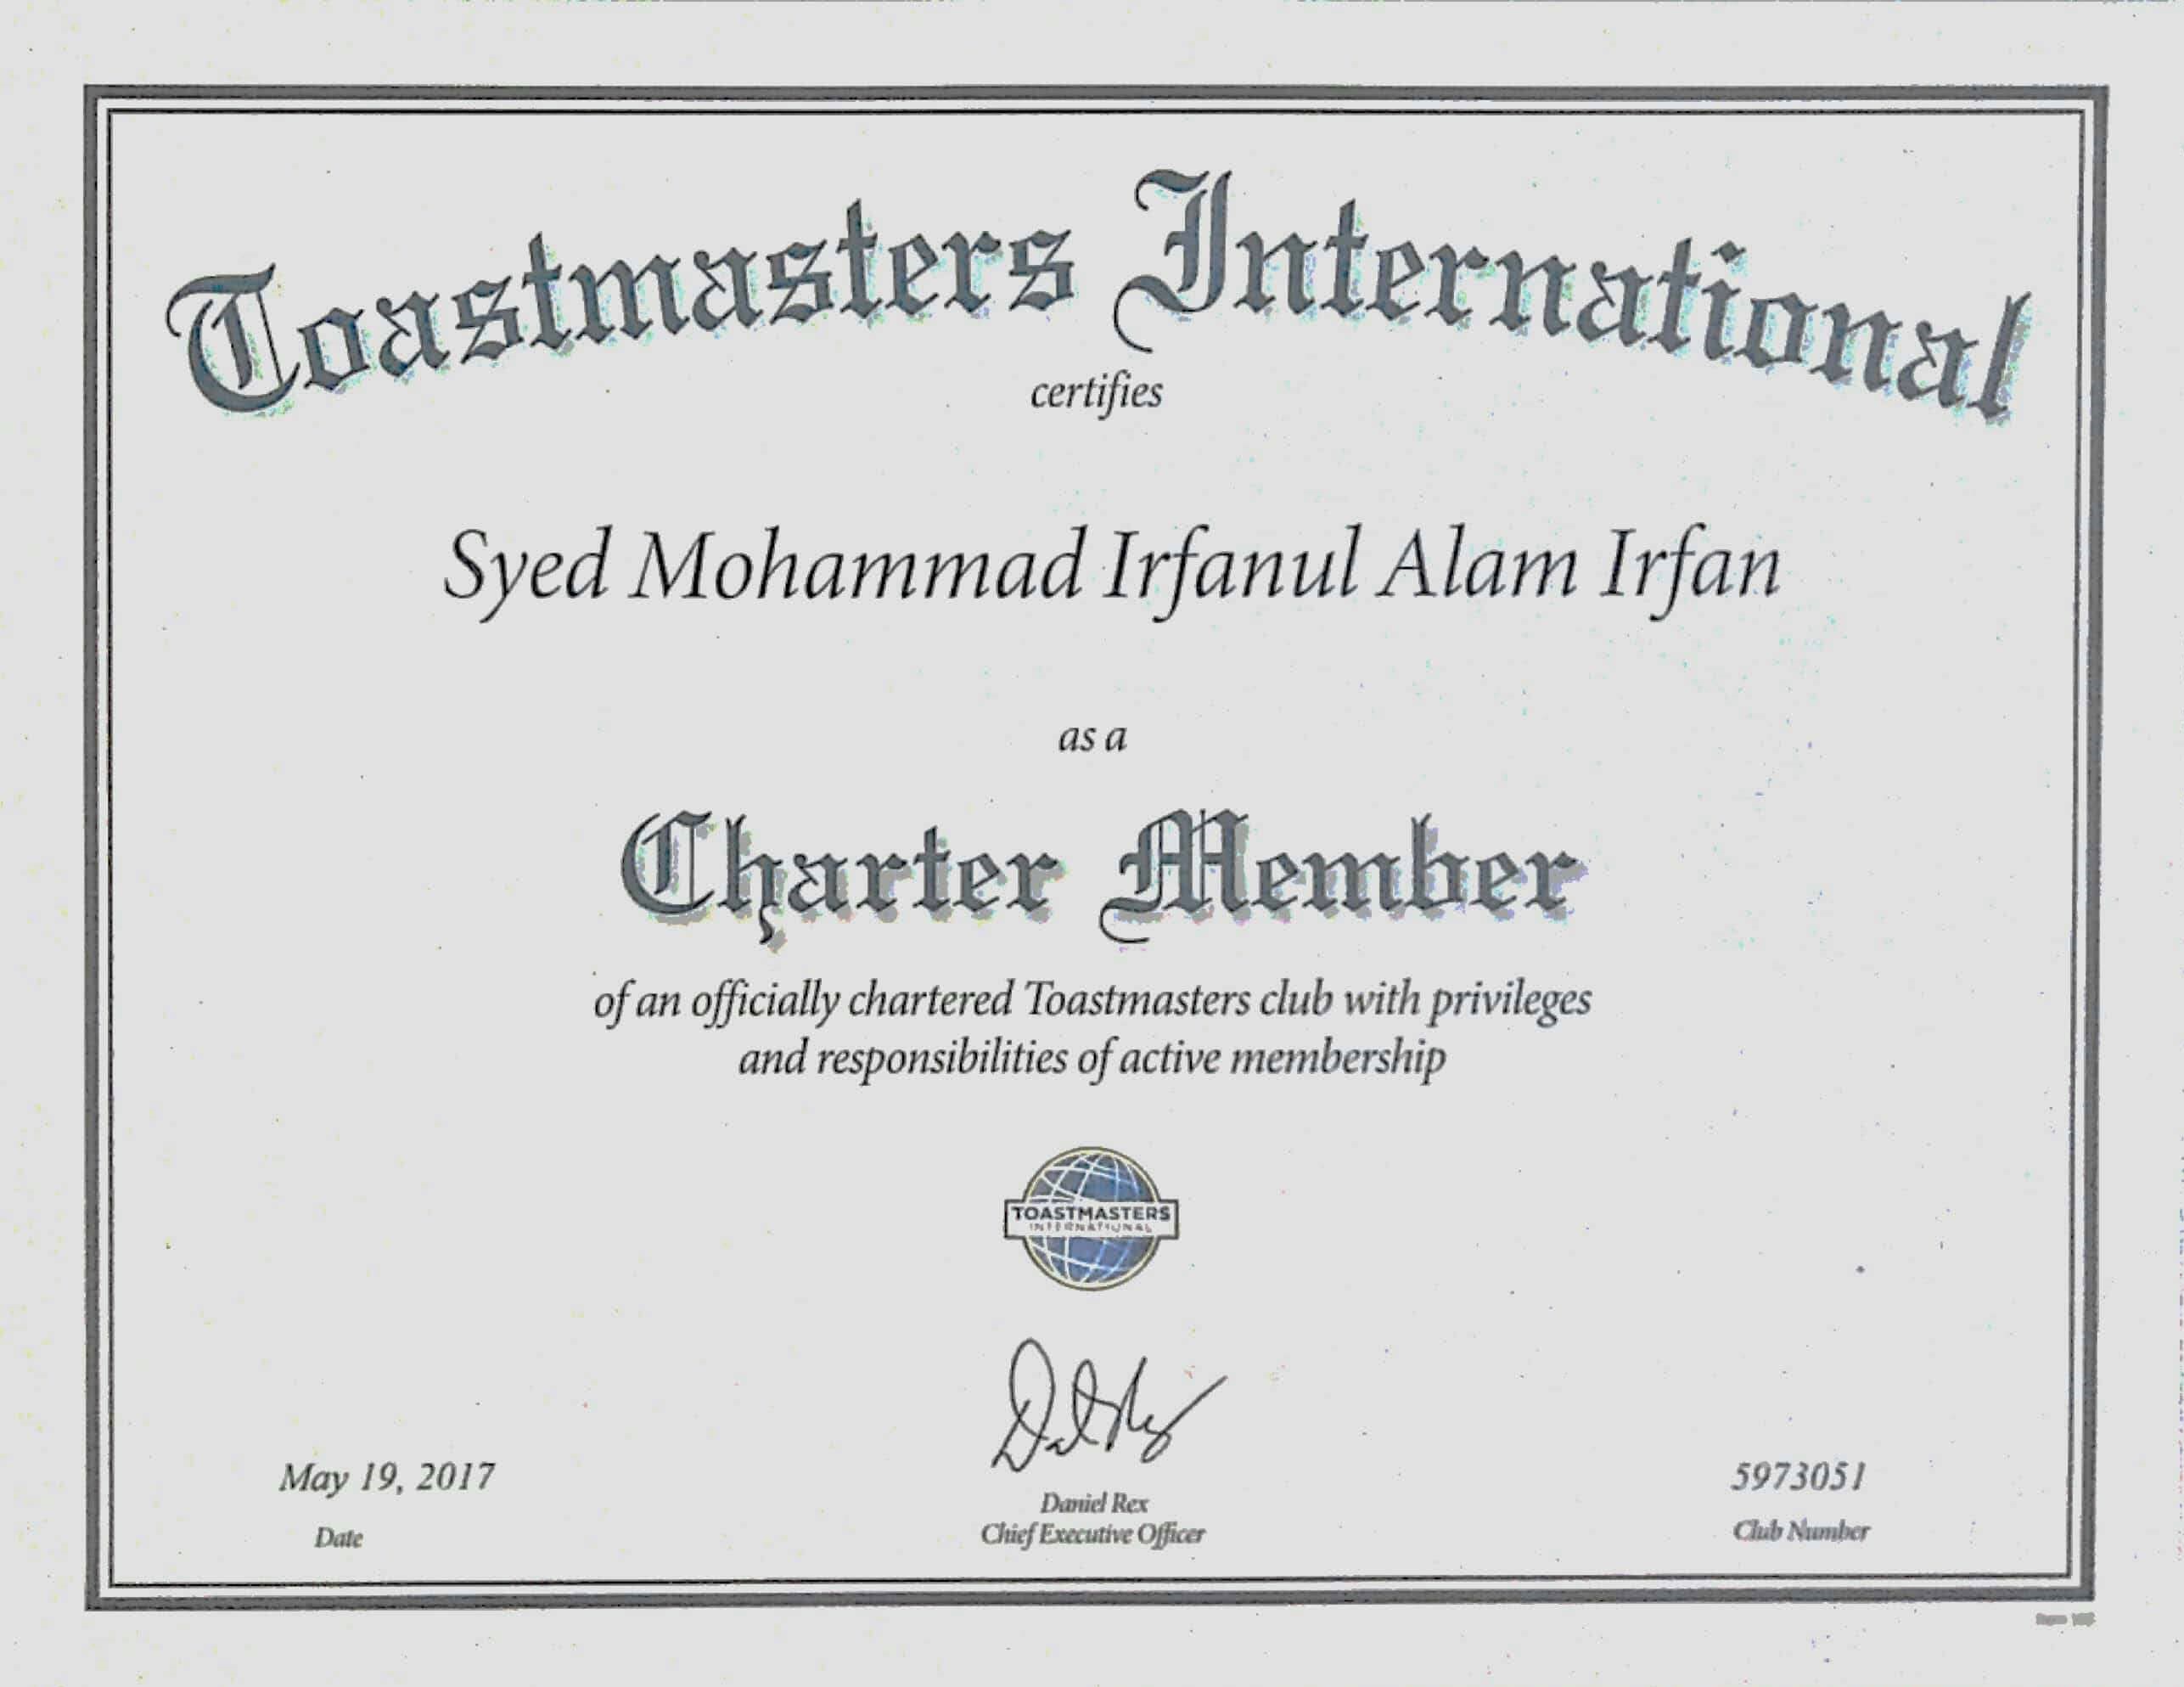 Toastmasters International
certifies
Syed Mohammad Irfanul Alam Irfan
as a
Charter Member
of an officially chartered Toastmasters club with privileges
and responsibilities of active membership
TOASTMASTERS
INTERNATIONAL
May 19, 2017
Date
Daniel Rex
Chief Executive Officer
5973051
Club Number